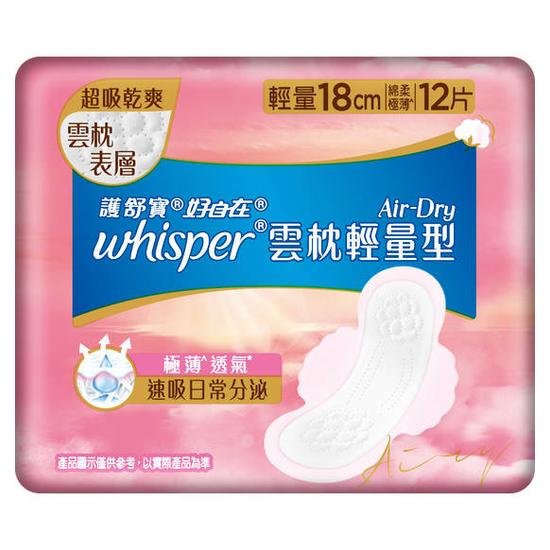 超吸乾爽
雲枕
表層
輕量18cm 綿柔極薄^ 12片
護舒寶®好自在®
whisper®
Air-Dry
雲枕輕量型
極薄^透氣*
速吸日常分泌
產品圖示僅供參考，以實際產品為準
Airy